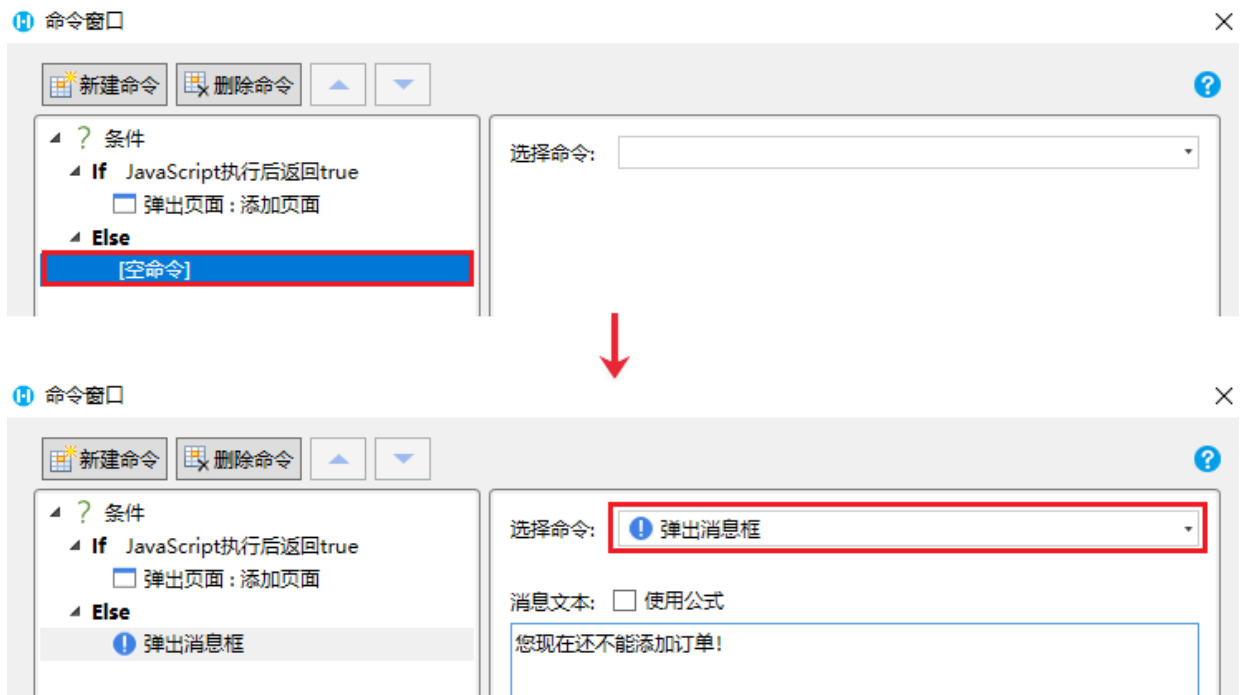 命令窗口
新建命令 删除命令
条件
If JavaScript执行后返回true
弹出页面 : 添加页面
Else
[空命令]
选择命令:
命令窗口
新建命令 删除命令
条件
If JavaScript执行后返回true
弹出页面 : 添加页面
Else
弹出消息框
选择命令: 弹出消息框
消息文本: 使用公式
您现在还不能添加订单!